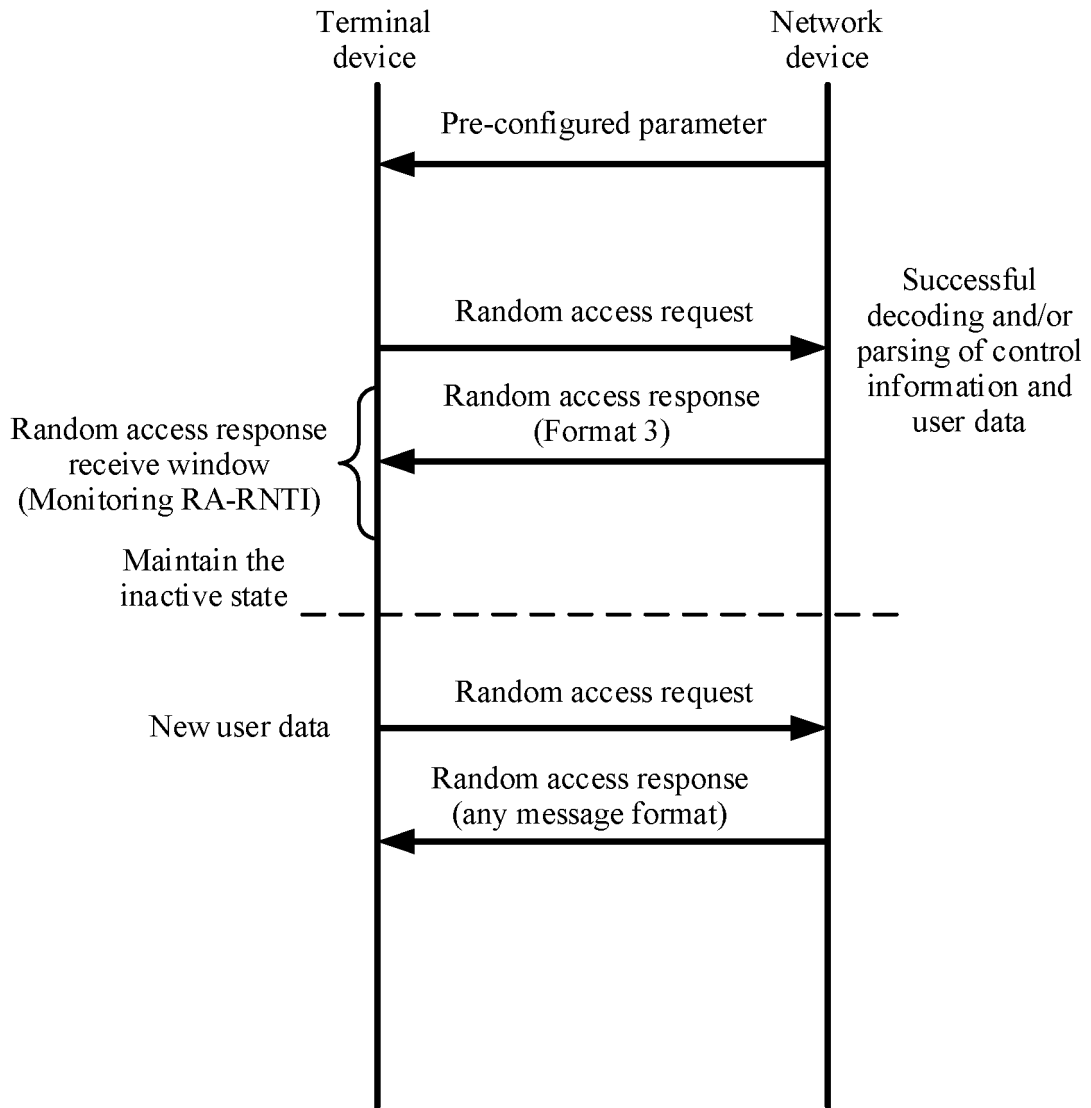 Terminal
device
Network
device
Pre-configured parameter
Random access request
Successful
decoding and/or
parsing of control
information and
user data
Random access response
(Format 3)
Random access response
receive window
(Monitoring RA-RNTI)
Maintain the
inactive state
Random access request
New user data
Random access response
(any message format)